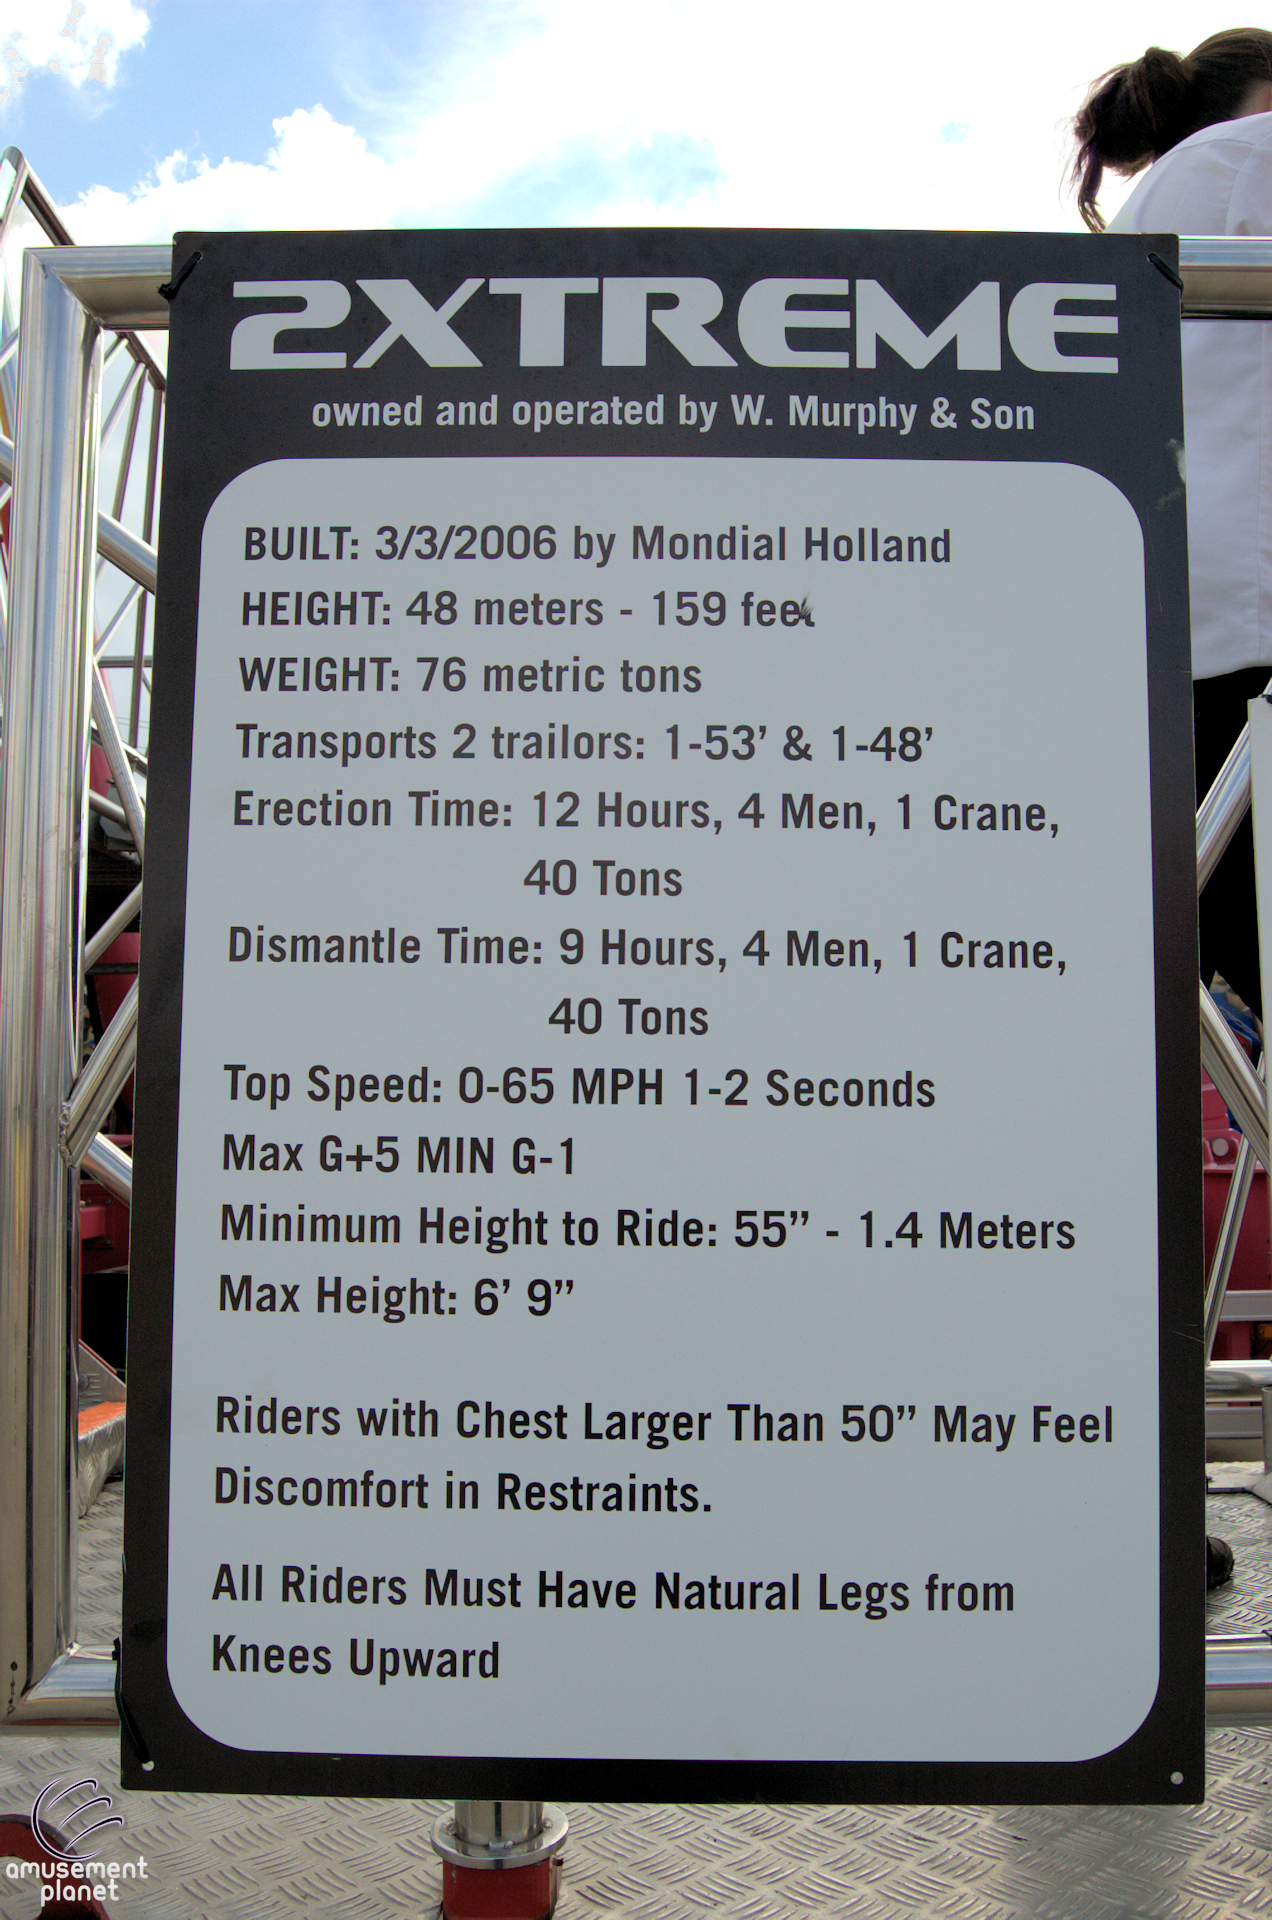 2XTREME
owned and operated by W. Murphy & Son
BUILT: 3/3/2006 by Mondial Holland
HEIGHT: 48 meters - 159 feet
WEIGHT: 76 metric tons
Transports 2 trailors: 1-53’ & 1-48’
Erection Time: 12 Hours, 4 Men, 1 Crane,
40 Tons
Dismantle Time: 9 Hours, 4 Men, 1 Crane,
40 Tons
Top Speed: 0-65 MPH 1-2 Seconds
Max G+5 MIN G-1
Minimum Height to Ride: 55” - 1.4 Meters
Max Height: 6’ 9”
Riders with Chest Larger Than 50” May Feel
Discomfort in Restraints.
All Riders Must Have Natural Legs from
Knees Upward
amusement
planet